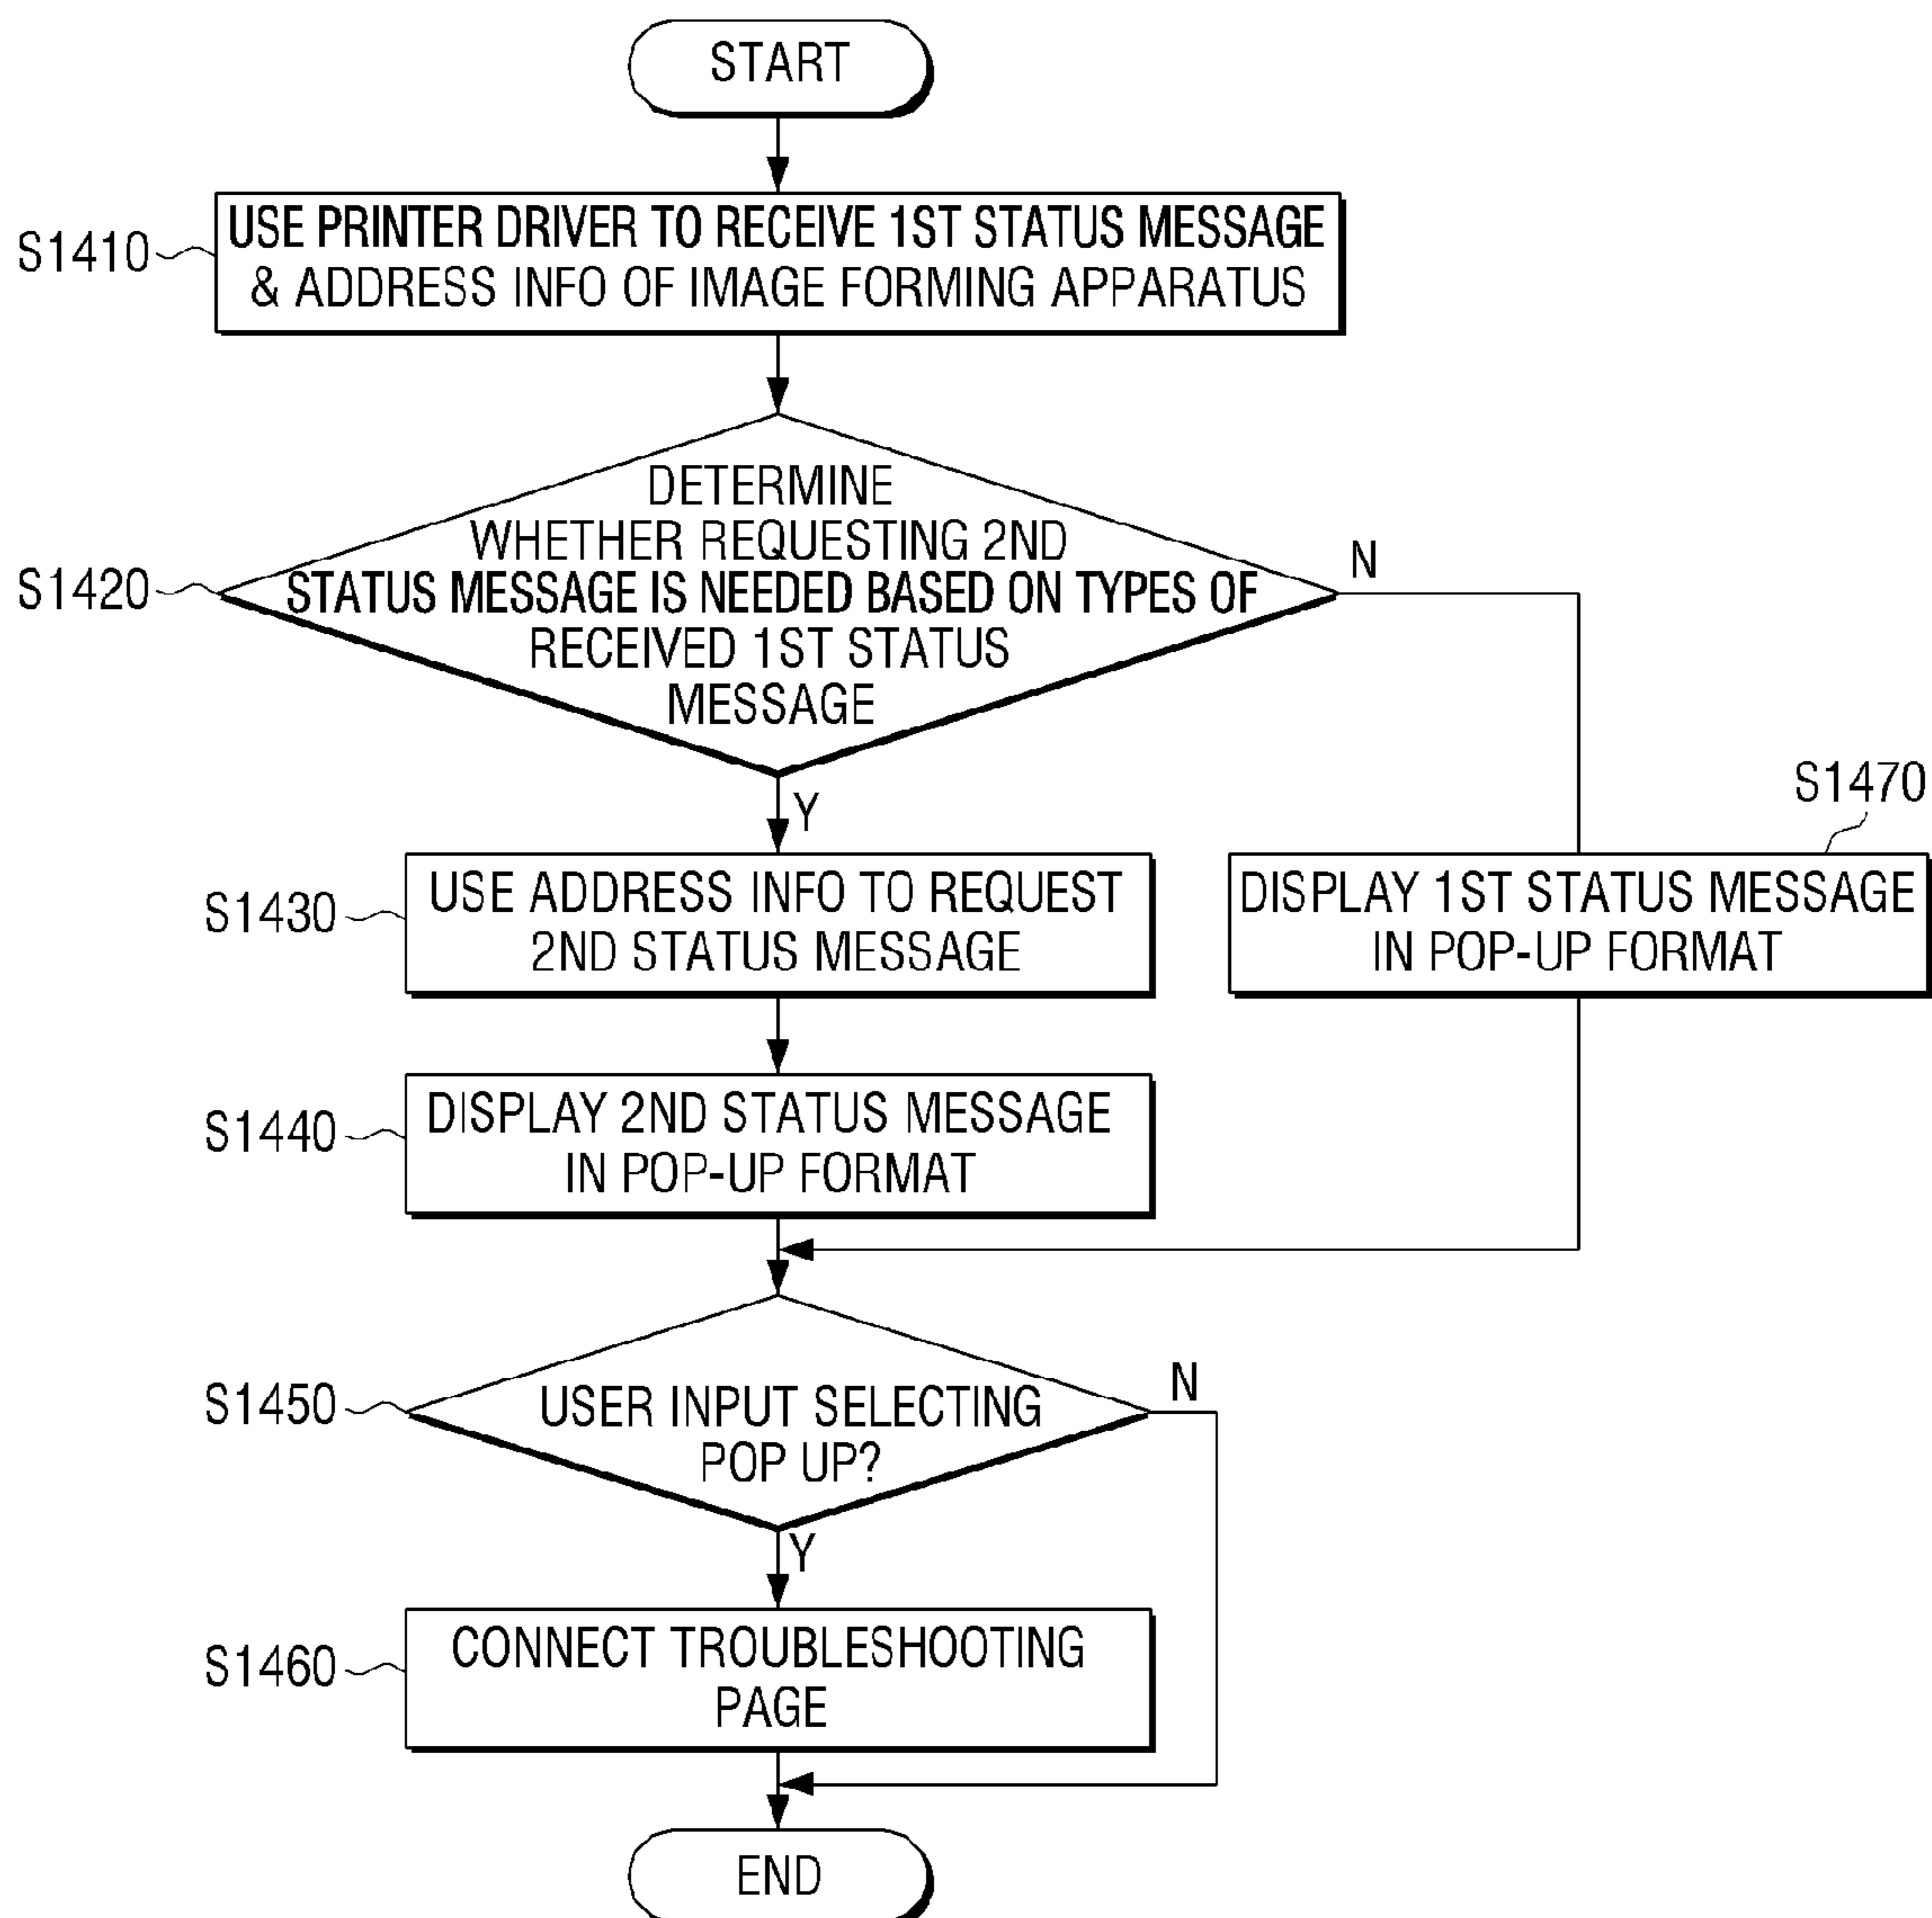 START
S1410
USE PRINTER DRIVER TO RECEIVE 1ST STATUS MESSAGE
& ADDRESS INFO OF IMAGE FORMING APPARATUS
S1420
DETERMINE
WHETHER REQUESTING 2ND
STATUS MESSAGE IS NEEDED BASED ON TYPES OF
RECEIVED 1ST STATUS
MESSAGE
N
Y
S1430
USE ADDRESS INFO TO REQUEST
2ND STATUS MESSAGE
S1470
DISPLAY 1ST STATUS MESSAGE
IN POP-UP FORMAT
S1440
DISPLAY 2ND STATUS MESSAGE
IN POP-UP FORMAT
S1450
USER INPUT SELECTING
POP UP?
N
Y
S1460
CONNECT TROUBLESHOOTING
PAGE
END